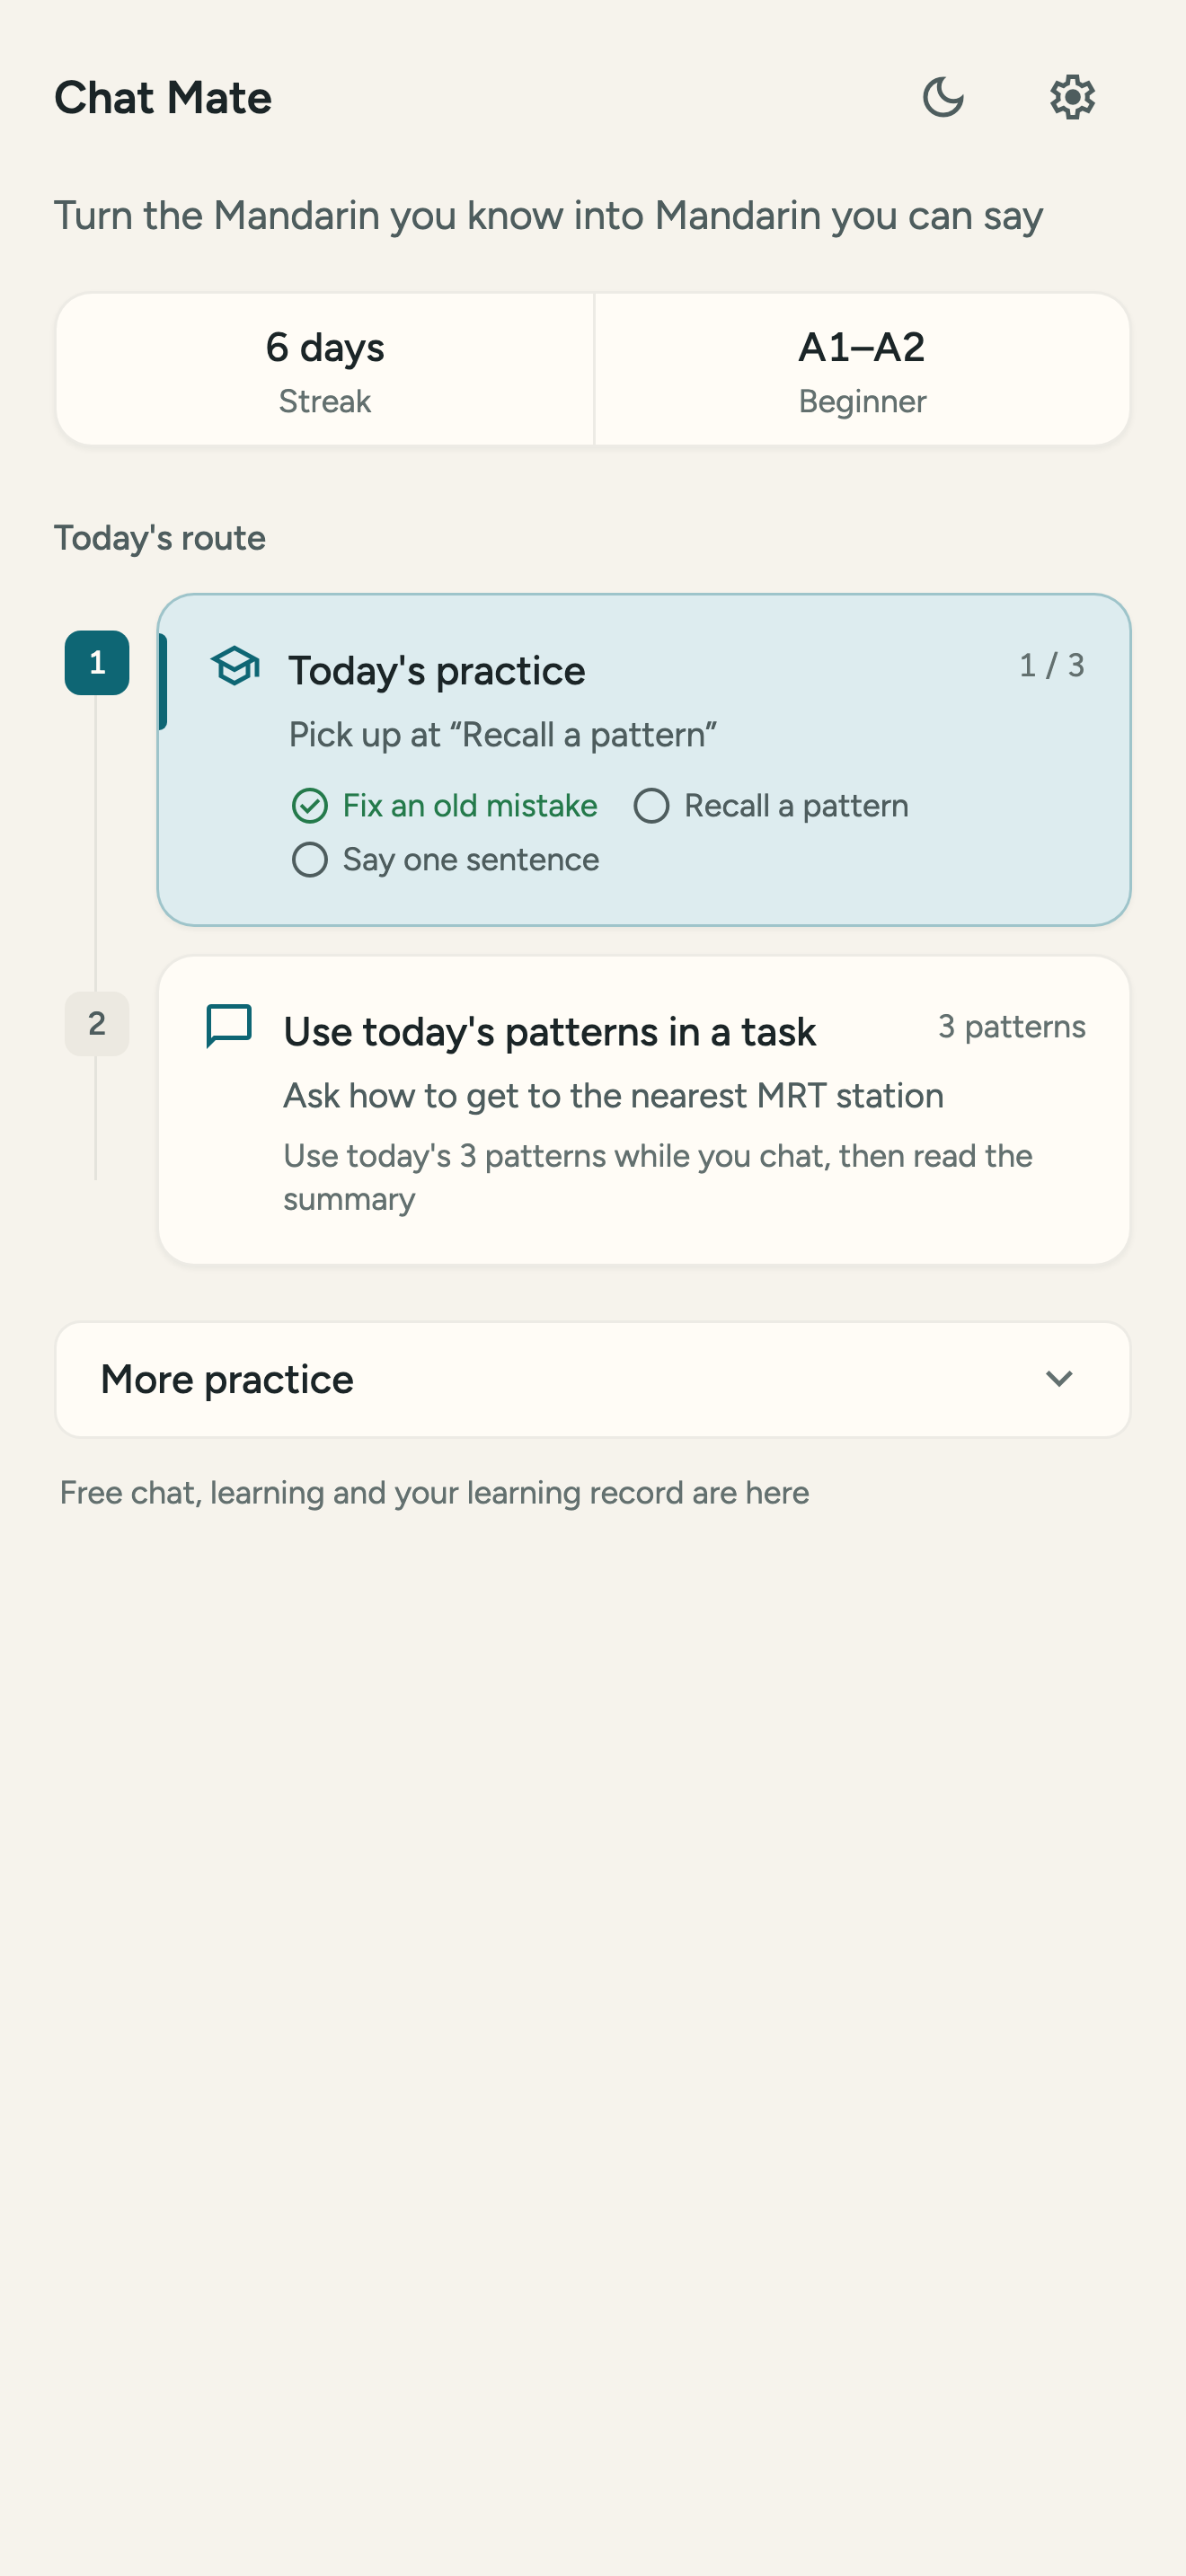 Chat Mate
Turn the Mandarin you know into Mandarin you can say
6 days
Streak
A1–A2
Beginner
Today's route
1
Today's practice
1 / 3
Pick up at “Recall a pattern”
Fix an old mistake
Recall a pattern
Say one sentence
2
Use today's patterns in a task
3 patterns
Ask how to get to the nearest MRT station
Use today's 3 patterns while you chat, then read the
summary
More practice
Free chat, learning and your learning record are here